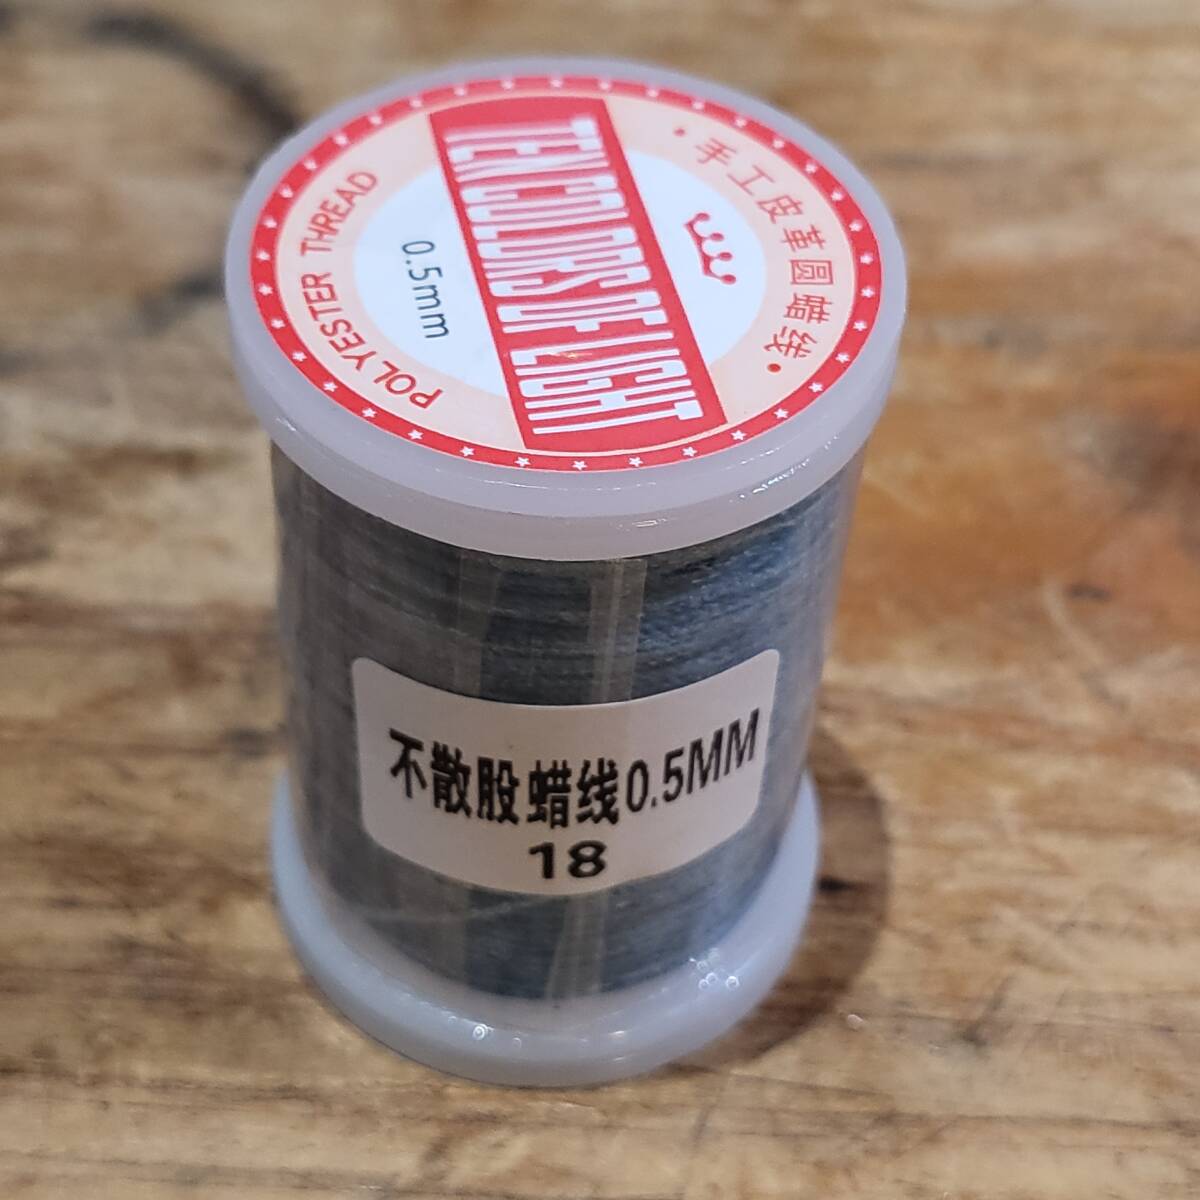 ·手工皮革圆蜡线·
TEN COLORS OF LIGHT
0.5mm
POLYESTER THREAD
不散股蜡线0.5MM
18